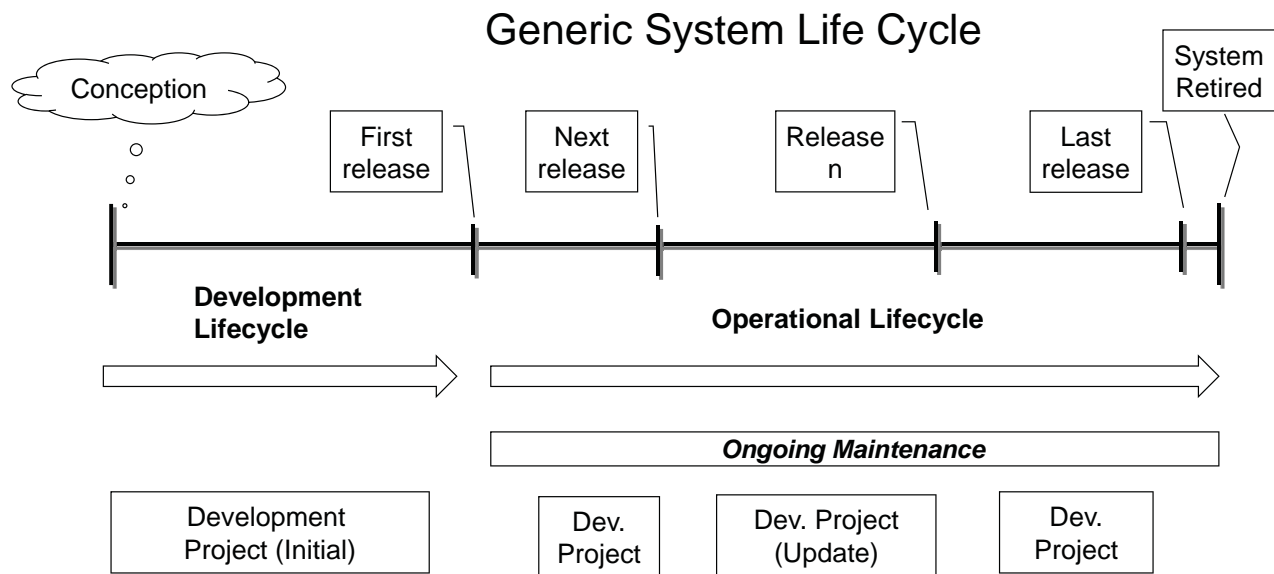 Generic System Life Cycle
Conception
System
Retired
First
release
Next
release
Release
n
Last
release
Development
Lifecycle
Operational Lifecycle
Ongoing Maintenance
Development
Project (Initial)
Dev.
Project
Dev. Project
(Update)
Dev.
Project